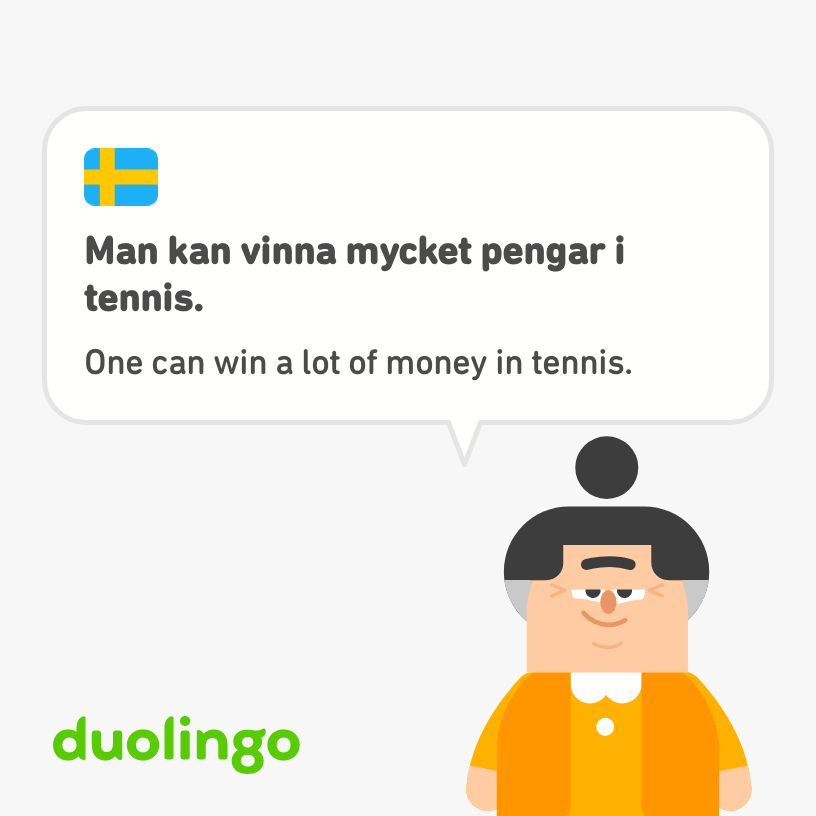 Man kan vinna mycket pengar i
tennis.
One can win a lot of money in tennis.
duolingo